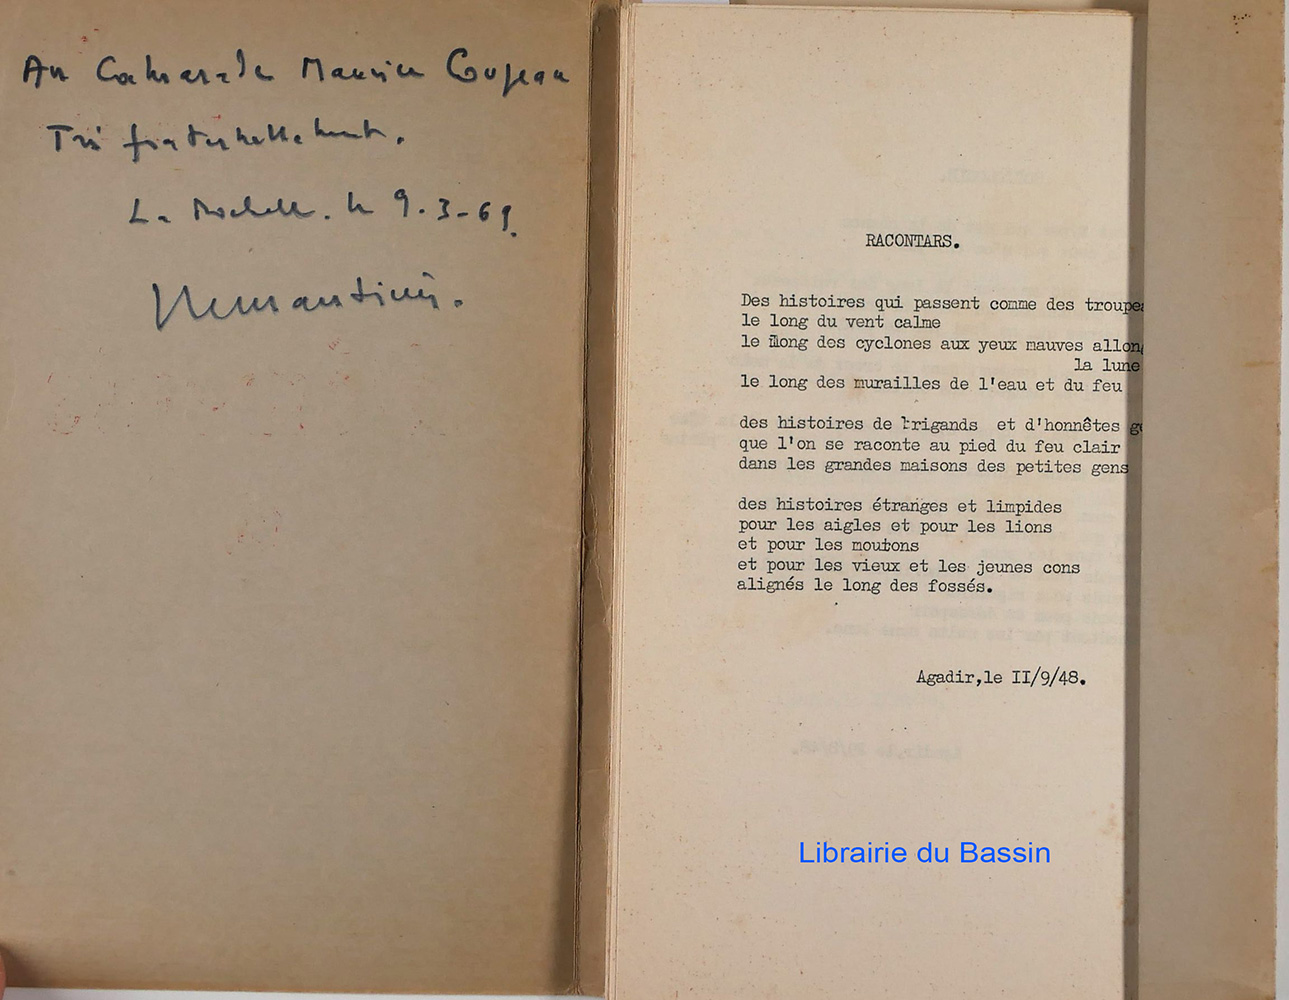 Au Camarade Maurice Goujeau
Très fraternellement.
La Rochelle. le 9.3-69.
RACONTARS.
Des histoires qui passent comme des
le long du vent calme
le long des cyclones aux yeux mauves
la lune
le long des murailles de l'eau et du feu
des histoires de brigands et d'honnêtes
que l'on se raconte au pied du feu clair
dans les grandes maisons des petites gens
des histoires étranges et limpides
pour les aigles et pour les lions
et pour les moutons
et pour les vieux et les jeunes cons
alignés le long des fossés.
Agadir,le II/9/48.
Librairie du Bassin